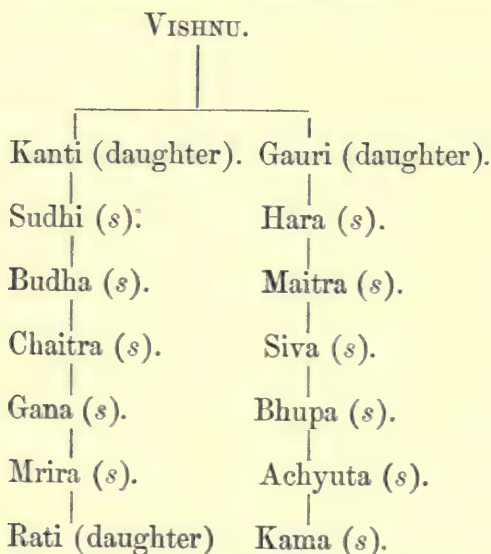 VISHNU.
Kanti (daughter). Gauri (daughter).
Sudhi (s). Hara (s).
Budha (s). Maitra (s).
Chaitra (s). Siva (s).
Gana (s). Bhupa (s).
Mrira (s). Achyuta (s).
Rati (daughter) Kama (s).